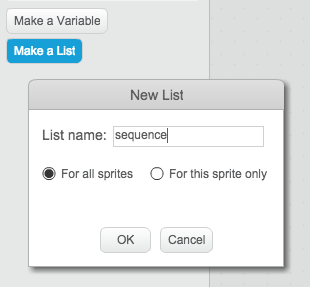 Make a Variable
Make a List
New List
List name: sequence
For all sprites For this sprite only
OK Cancel